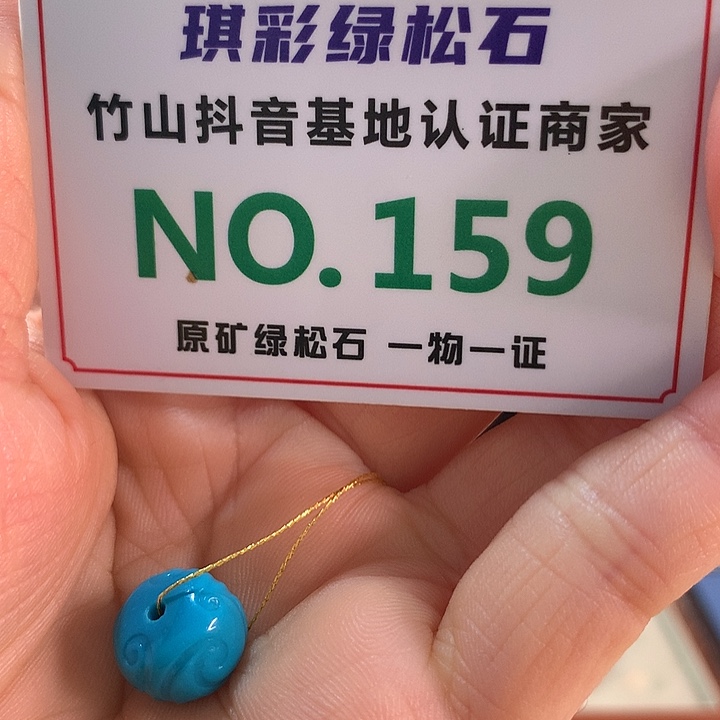 琪彩绿松石
竹山抖音基地认证商家
NO.159
原矿绿松石 一物一证